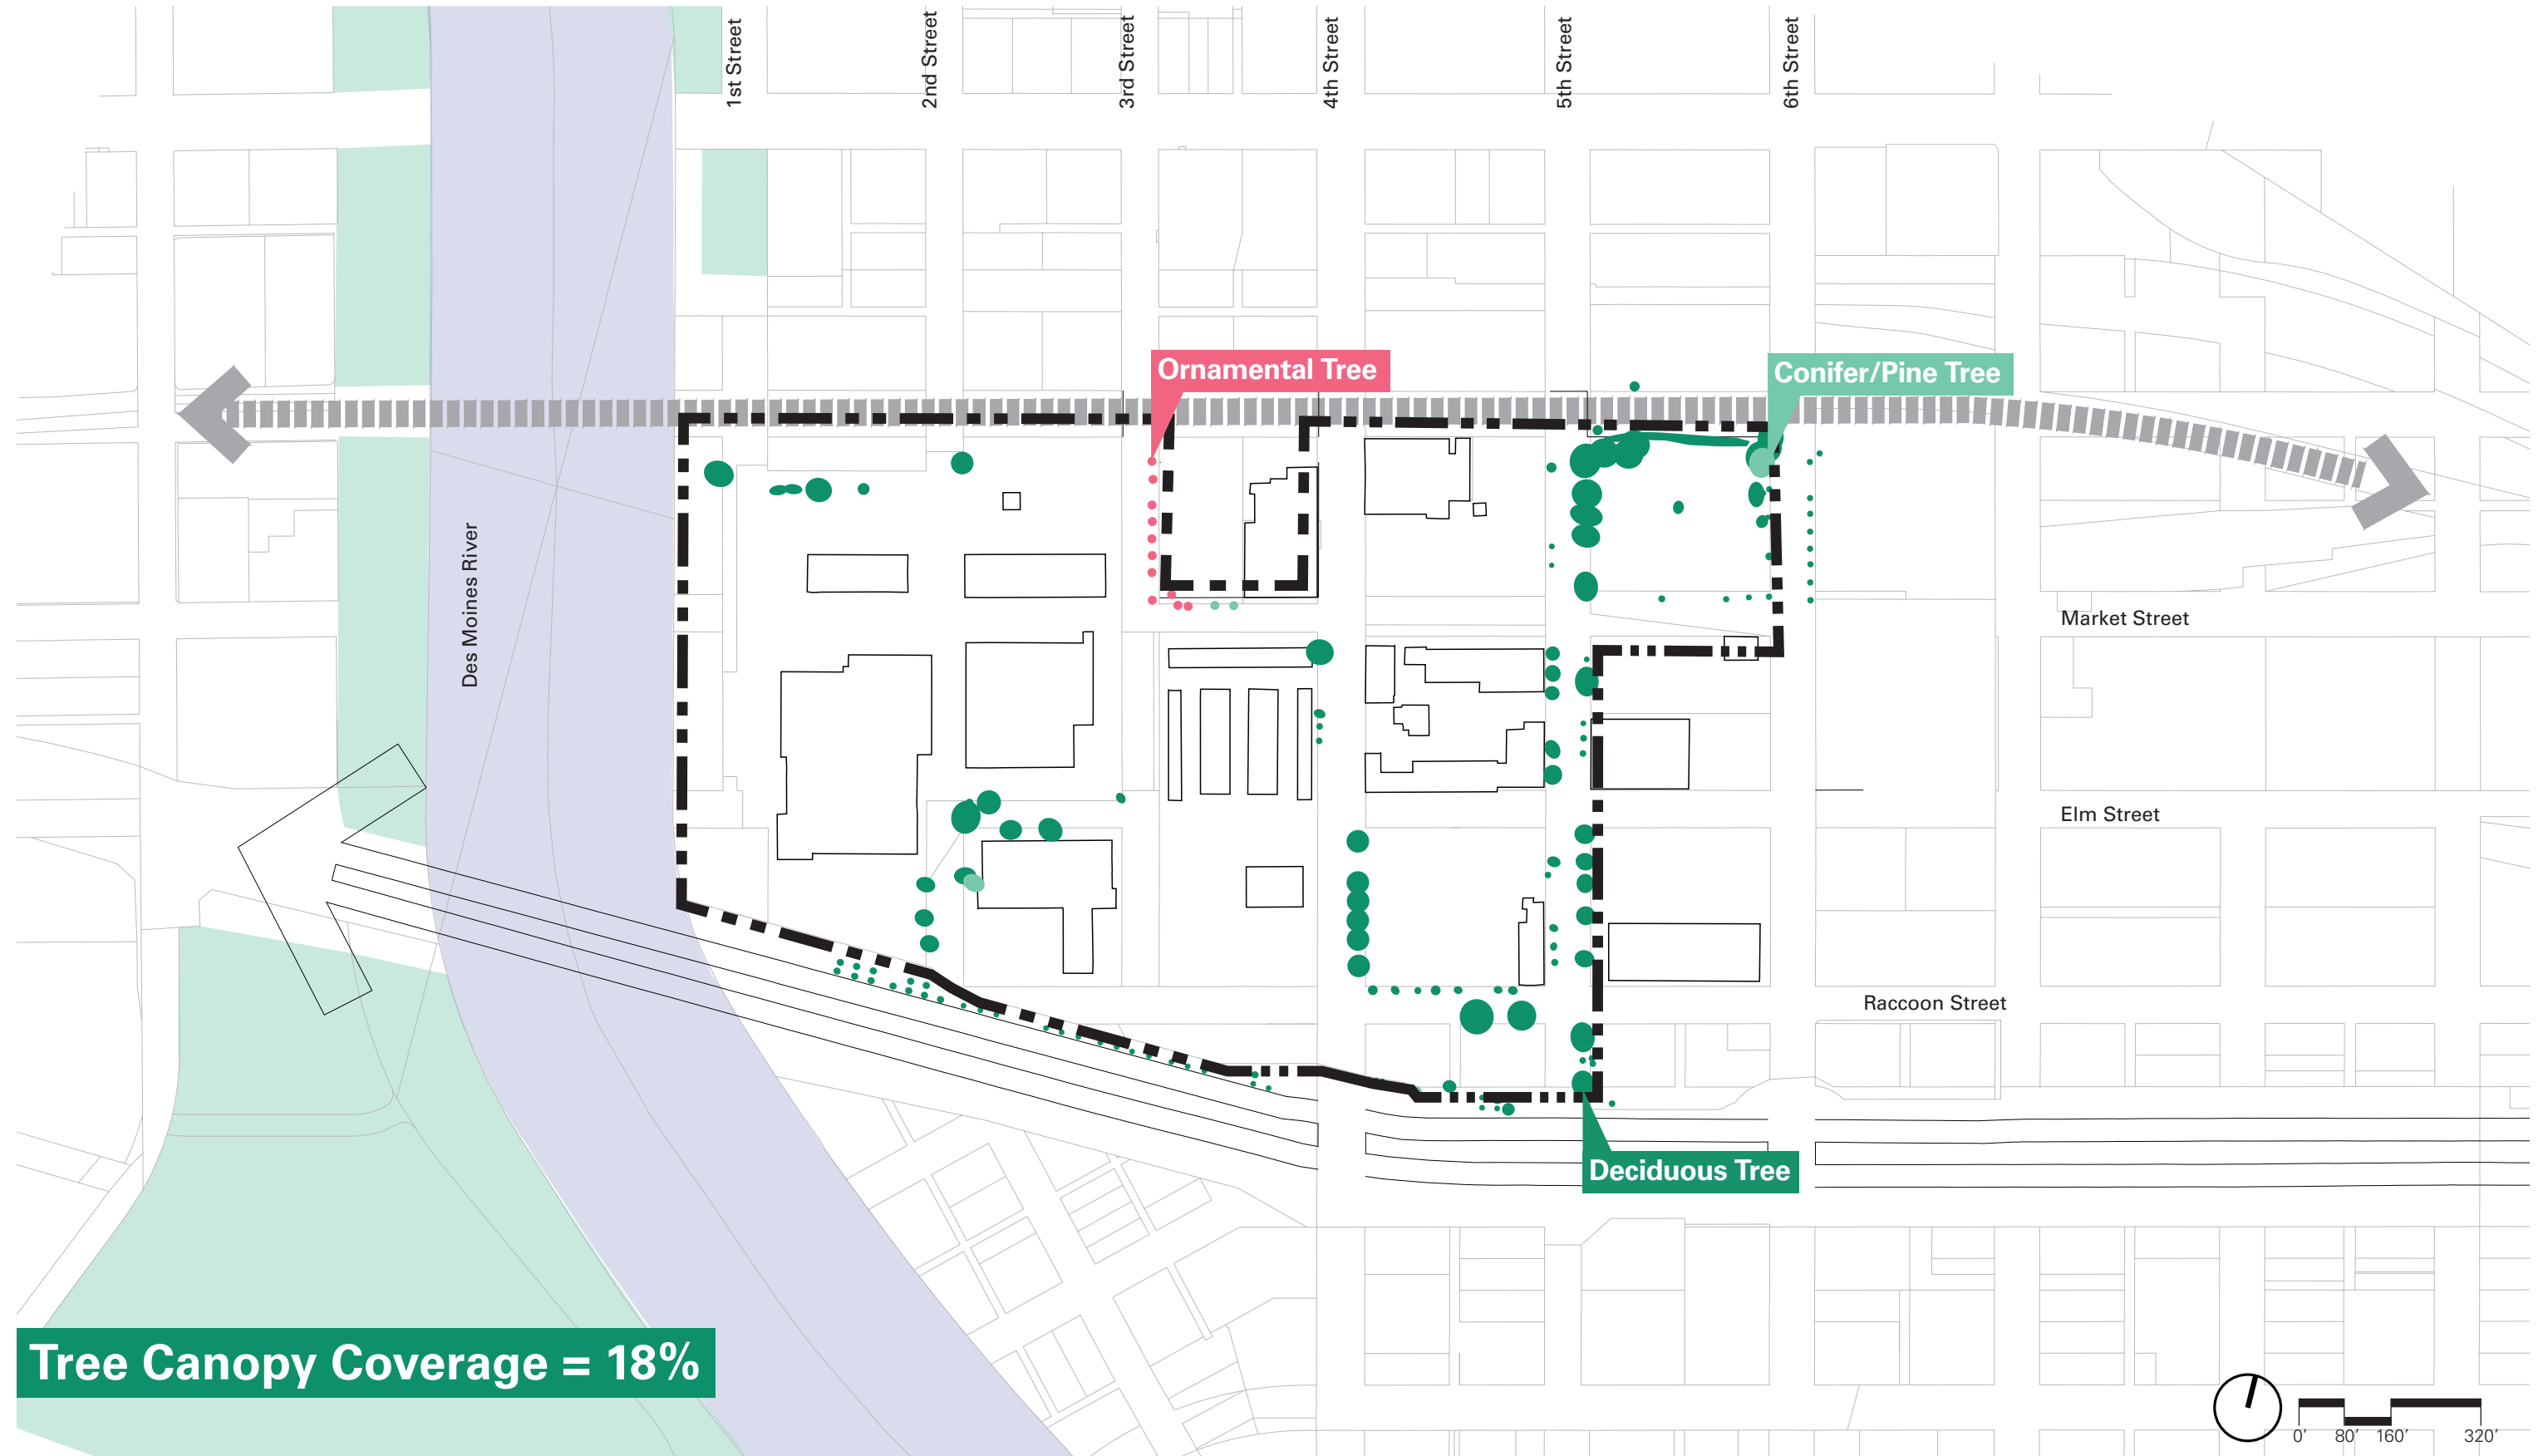 1st Street
2nd Street
3rd Street
4th Street
5th Street
6th Street
Ornamental Tree
Conifer/Pine Tree
Des Moines River
Market Street
Elm Street
Raccoon Street
Deciduous Tree
Tree Canopy Coverage = 18%
0' 80' 160' 320'